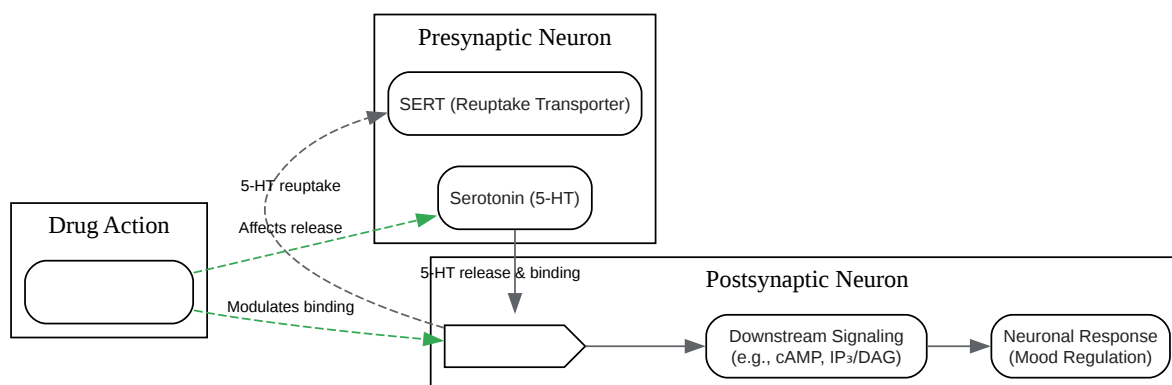 Presynaptic Neuron
SERT (Reuptake Transporter)
5-HT reuptake
Serotonin (5-HT)
Drug Action
Affects release
5-HT release & binding
Postsynaptic Neuron
Modulates binding
Downstream Signaling
(e.g., cAMP, IP₃/DAG)
Neuronal Response
(Mood Regulation)